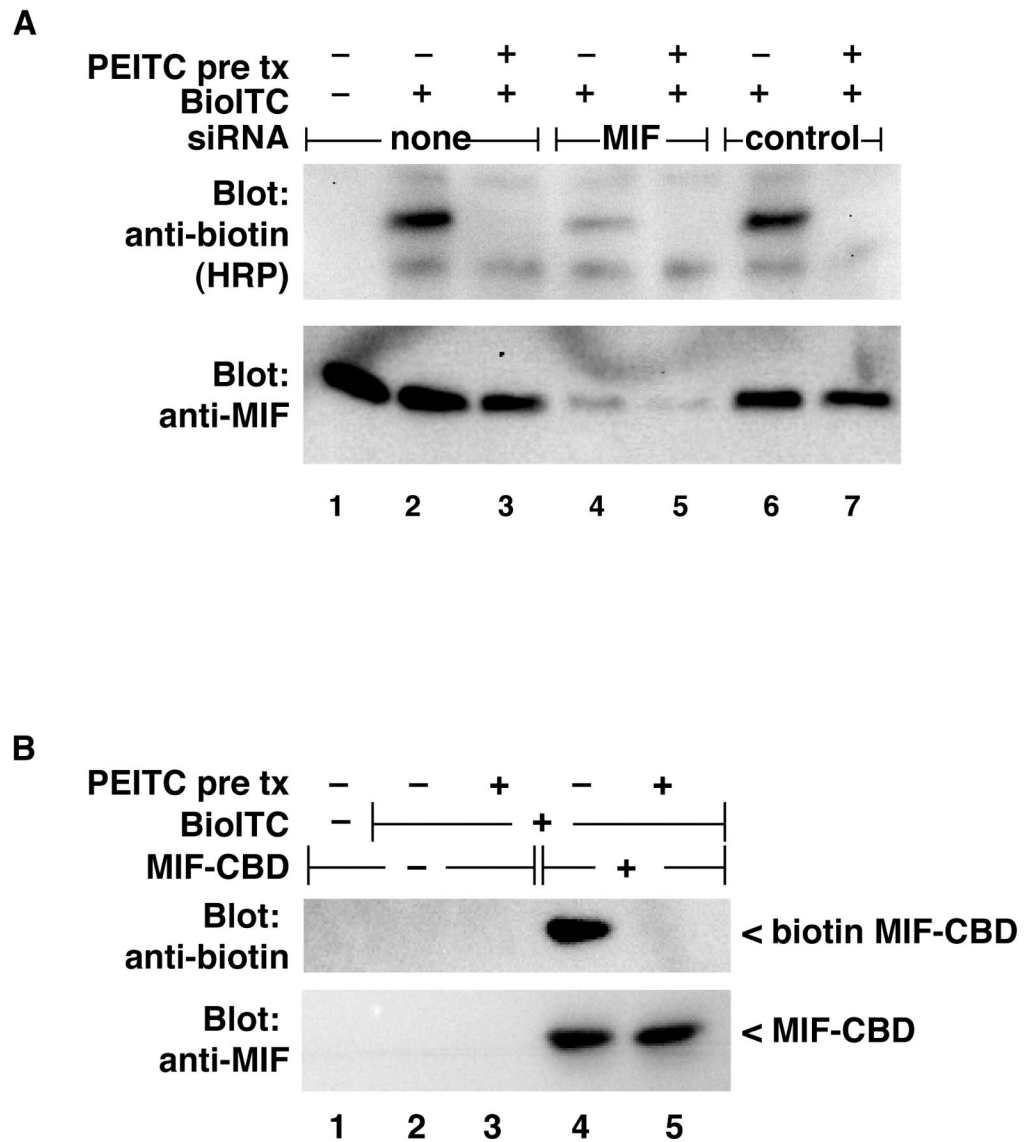 A
PEITC pre tx – – + – + – +
BioITC – + + + + + +
siRNA none MIF control
Blot:
anti-biotin
(HRP)
Blot:
anti-MIF
1 2 3 4 5 6 7
B
PEITC pre tx – – + – +
BioITC – +
MIF-CBD – +
Blot:
anti-biotin
< biotin MIF-CBD
Blot:
anti-MIF
< MIF-CBD
1 2 3 4 5